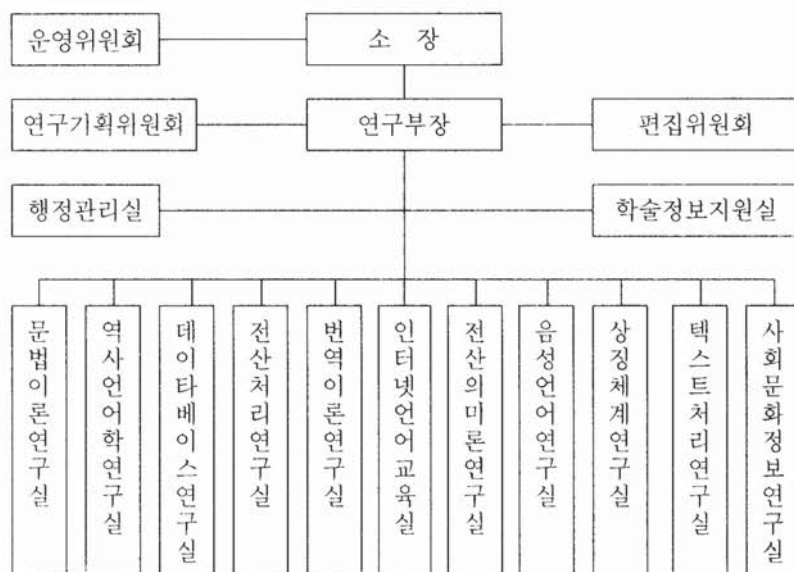 운영위원회
소 장
연구기획위원회
연구부장
편집위원회
행정관리실
학술정보지원실
문법이론연구실
역사언어학연구실
데이타베이스연구실
전산처리연구실
번역이론연구실
인터넷언어교육실
전산의미론연구실
음성언어연구실
상징체계연구실
텍스트처리연구실
사회문화정보연구실